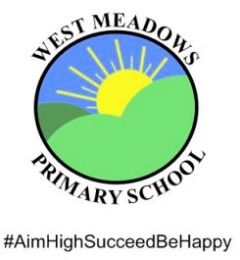 WEST MEADOWS
PRIMARY SCHOOL
#AimHighSucceedBeHappy